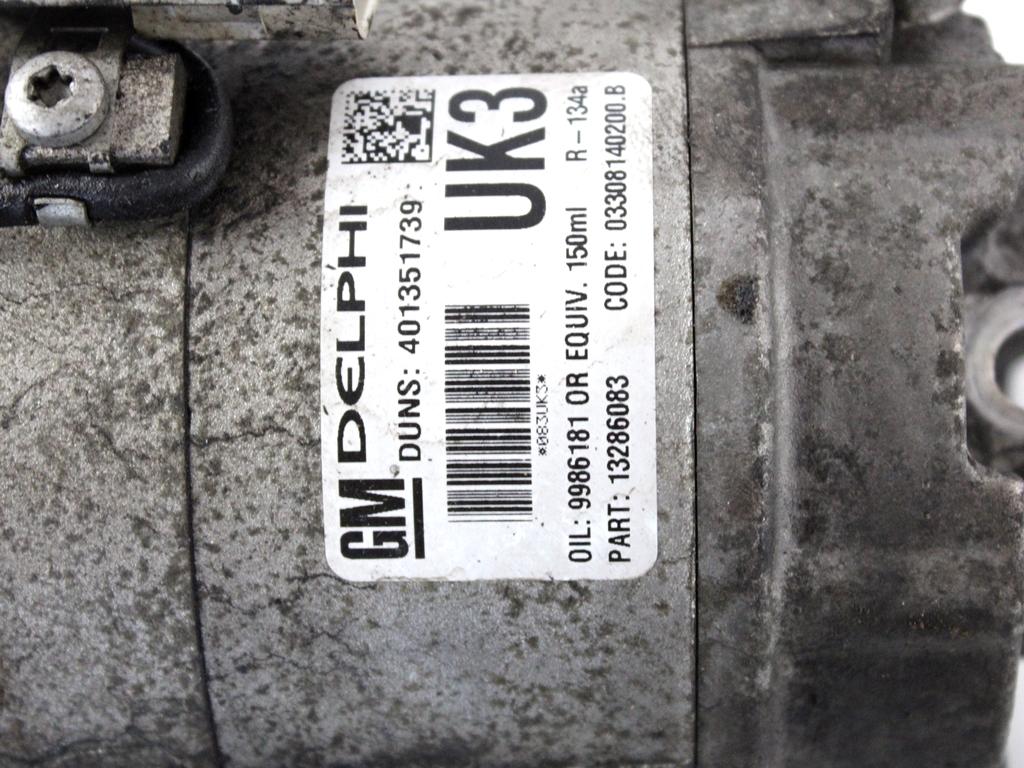 GM DELPHI
DUNS: 401351739
UK3
*083UK3*
OIL: 9986181 OR EQUIV. 150ml R-134a
PART: 13286083 CODE: 03308140200.B